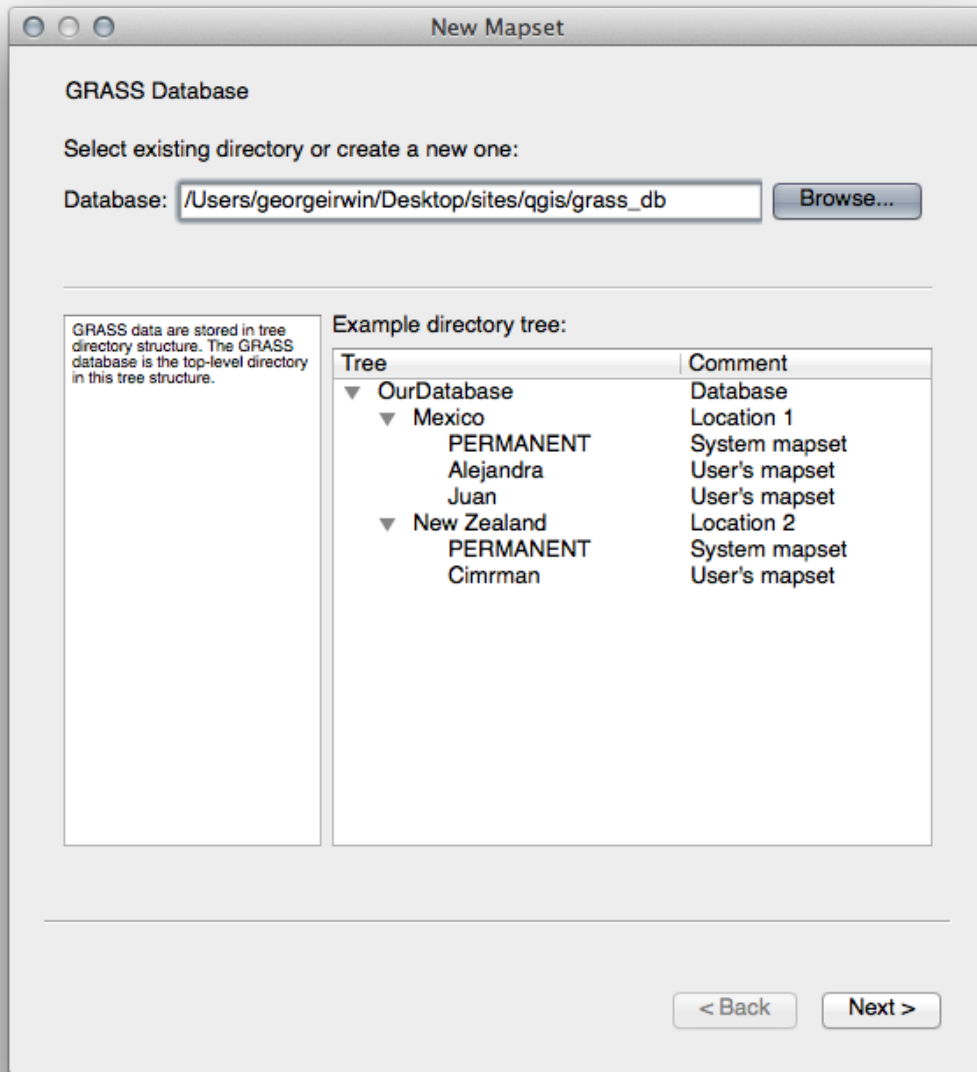 New Mapset
GRASS Database
Select existing directory or create a new one:
Database: /Users/georgeirwin/Desktop/sites/qgis/grass_db Browse...
GRASS data are stored in tree
directory structure. The GRASS
database is the top-level directory
in this tree structure.
Example directory tree:
Tree Comment
OurDatabase Database
Mexico Location 1
PERMANENT System mapset
Alejandra User's mapset
Juan User's mapset
New Zealand Location 2
PERMANENT System mapset
Cimrman User's mapset
< Back Next >